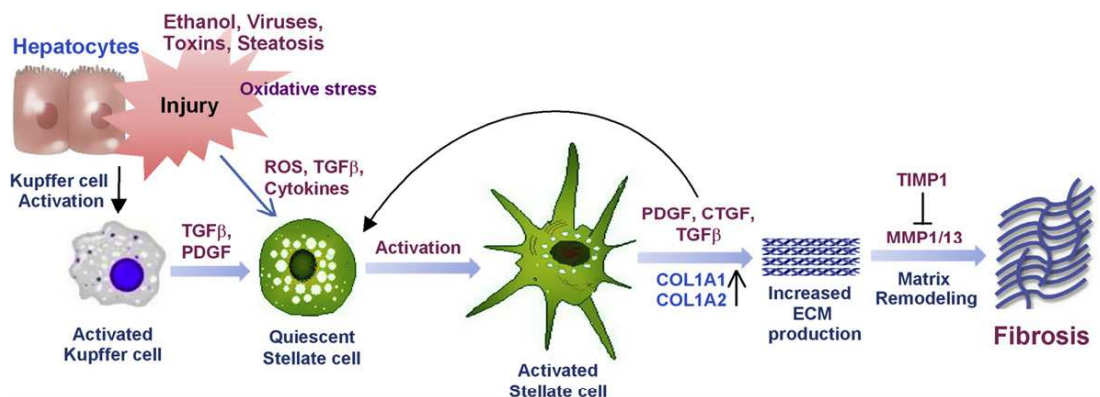 Ethanol, Viruses,
Toxins, Steatosis
Hepatocytes
Oxidative stress
Injury
Kupffer cell
Activation
ROS, TGFβ,
Cytokines
TGFβ,
PDGF
Activated
Kupffer cell
Quiescent
Stellate cell
Activation
Activated
Stellate cell
PDGF, CTGF,
TGFβ
COL1A1
COL1A2
Increased
ECM
production
TIMP1
MMP1/13
Matrix
Remodeling
Fibrosis